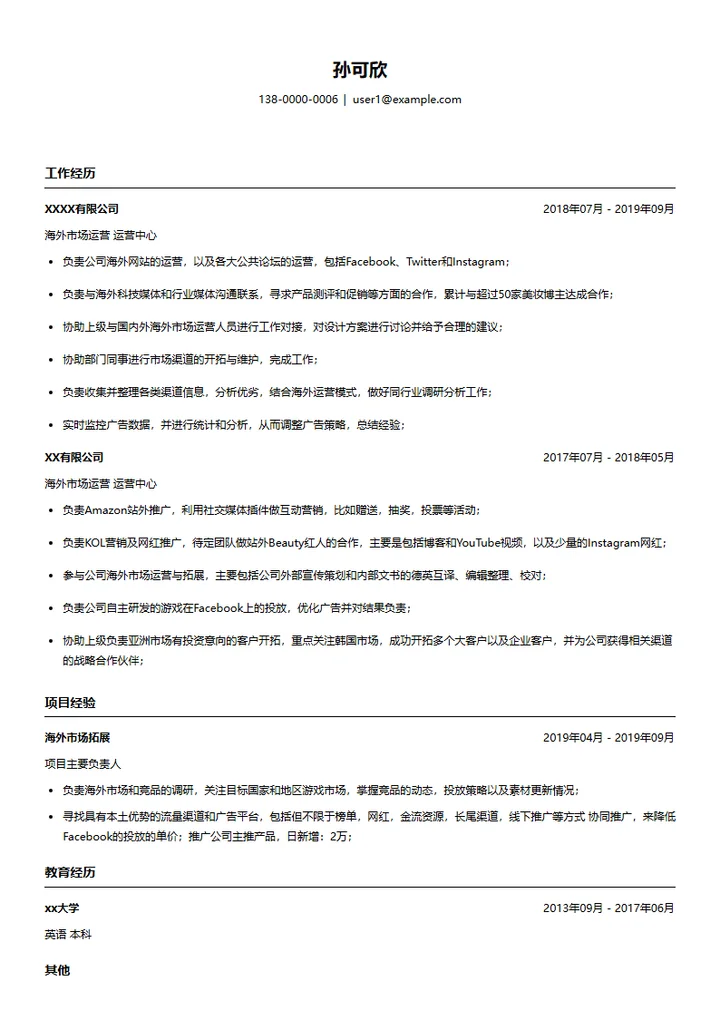 孙可欣
138-0000-0006 | user1@example.com
工作经历
XXXX有限公司 2018年07月 - 2019年09月
海外市场运营 运营中心
• 负责公司海外网站的运营，以及各大公共论坛的运营，包括Facebook、Twitter和Instagram；
• 负责与海外科技媒体和行业媒体沟通联系，寻求产品测评和促销等方面的合作，累计与超过50家美妆博主达成合作；
• 协助上级与国内外海外市场运营人员进行工作对接，对设计方案进行讨论并给予合理的建议；
• 协助部门同事进行市场渠道的开拓与维护，完成工作；
• 负责收集并整理各类渠道信息，分析优劣，结合海外运营模式，做好同行业调研分析工作；
• 实时监控广告数据，并进行统计和分析，从而调整广告策略，总结经验；
XX有限公司 2017年07月 - 2018年05月
海外市场运营 运营中心
• 负责Amazon站外推广，利用社交媒体插件做互动营销，比如赠送，抽奖，投票等活动；
• 负责KOL营销及网红推广，待定团队做站外Beauty红人的合作，主要是包括博客和YouTube视频，以及少量的Instagram网红；
• 参与公司海外市场运营与拓展，主要包括公司外部宣传策划和内部文书的德英互译、编辑整理、校对；
• 负责公司自主研发的游戏在Facebook上的投放，优化广告并对结果负责；
• 协助上级负责亚洲市场有投资意向的客户开拓，重点关注韩国市场，成功开拓多个大客户以及企业客户，并为公司获得相关渠道
的战略合作伙伴；
项目经验
海外市场拓展 2019年04月 - 2019年09月
项目主要负责人
• 负责海外市场和竞品的调研，关注目标国家和地区游戏市场，掌握竞品的动态，投放策略以及素材更新情况；
• 寻找具有本土优势的流量渠道和广告平台，包括但不限于榜单，网红，金流资源，长尾渠道，线下推广等方式 协同推广，来降低
Facebook的投放的单价；推广公司主推产品，日新增：2万；
教育经历
xx大学 2013年09月 - 2017年06月
英语 本科
其他